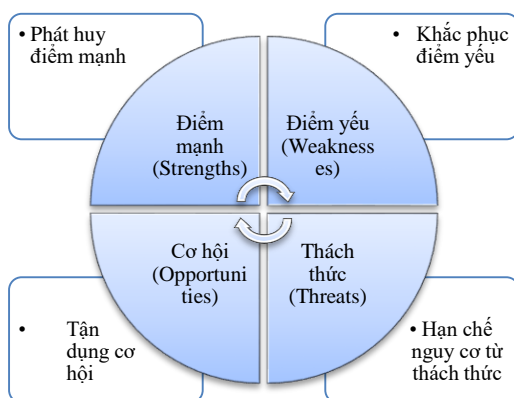 • Phát huy
điểm mạnh
• Khắc phục
điểm yếu
Điểm
mạnh
(Strengths)
Điểm yếu
(Weakness
es)
Cơ hội
(Opportuni
ties)
Thách
thức
(Threats)
• Tận
dụng cơ
hội
• Hạn chế
nguy cơ từ
thách thức